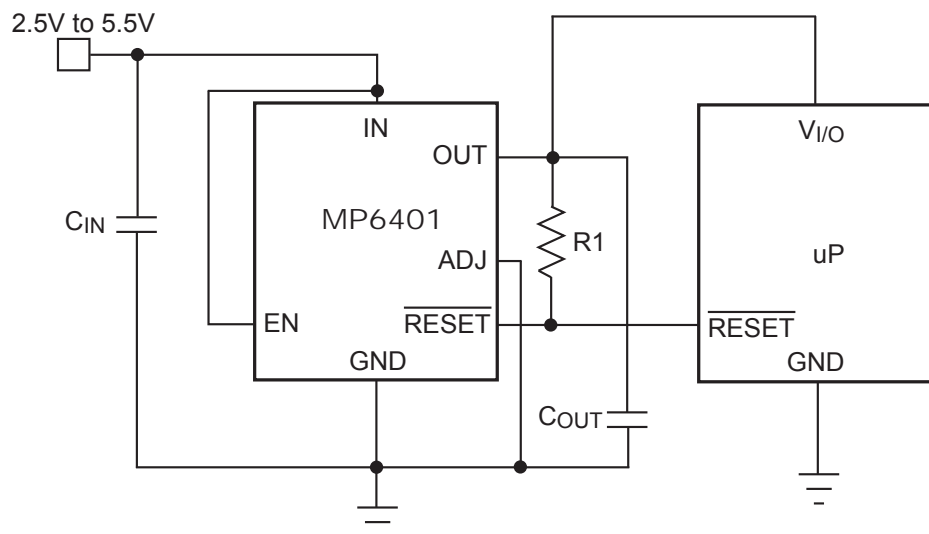 2.5V to 5.5V
IN
OUT
VI/O
MP6401
CIN
R1
ADJ
uP
EN
RESET
RESET
GND
GND
COUT